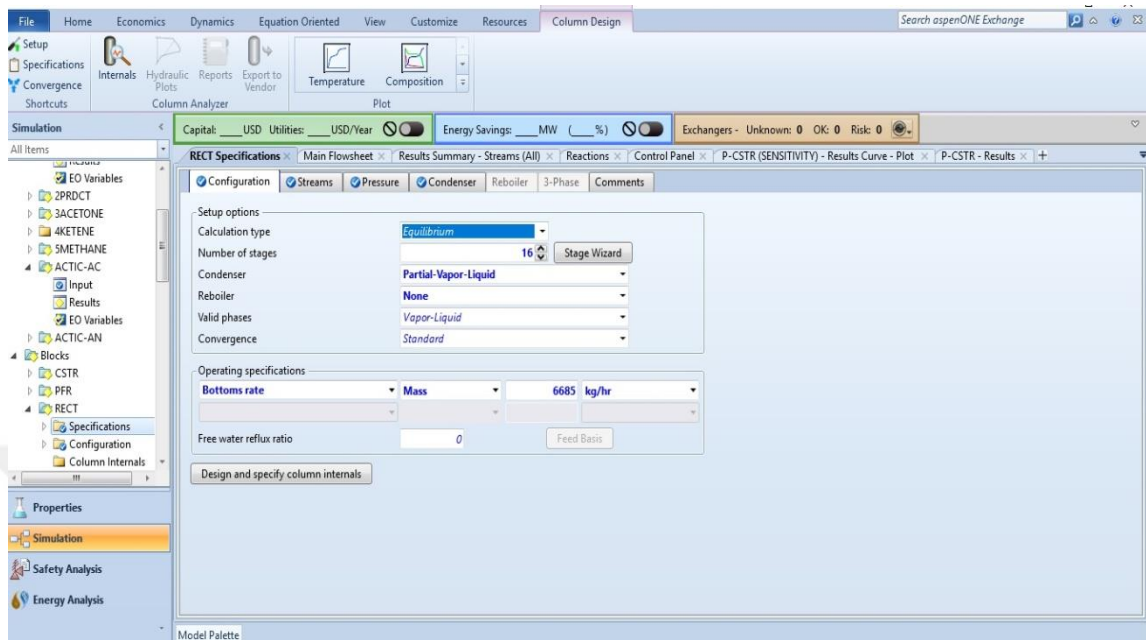 File Home Economics Dynamics Equation Oriented View Customize Resources Column Design Search aspenONE Exchange
Setup
Specifications
Convergence
Shortcuts
Internals Hydraulic Plots Reports Export to Vendor
Column Analyzer
Temperature Composition
Plot
Simulation
Capital: ____USD Utilities: ____USD/Year Energy Savings: ____MW (____%) Exchangers - Unknown: 0 OK: 0 Risk: 0
All Items
RECT Specifications Main Flowsheet Results Summary - Streams (All) Reactions Control Panel P-CSTR (SENSITIVITY) - Results Curve - Plot P-CSTR - Results +
Results
EO Variables
2PRDCT
3ACETONE
4KETENE
5METHANE
ACTIC-AC
Input
Results
EO Variables
ACTIC-AN
Blocks
CSTR
PFR
RECT
Specifications
Configuration
Column Internals
Configuration Streams Pressure Condenser Reboiler 3-Phase Comments
Setup options
Calculation type Equilibrium
Number of stages 16 Stage Wizard
Condenser Partial-Vapor-Liquid
Reboiler None
Valid phases Vapor-Liquid
Convergence Standard
Operating specifications
Bottoms rate Mass 6685 kg/hr
Free water reflux ratio 0 Feed Basis
Design and specify column internals
Properties
Simulation
Safety Analysis
Energy Analysis
Model Palette